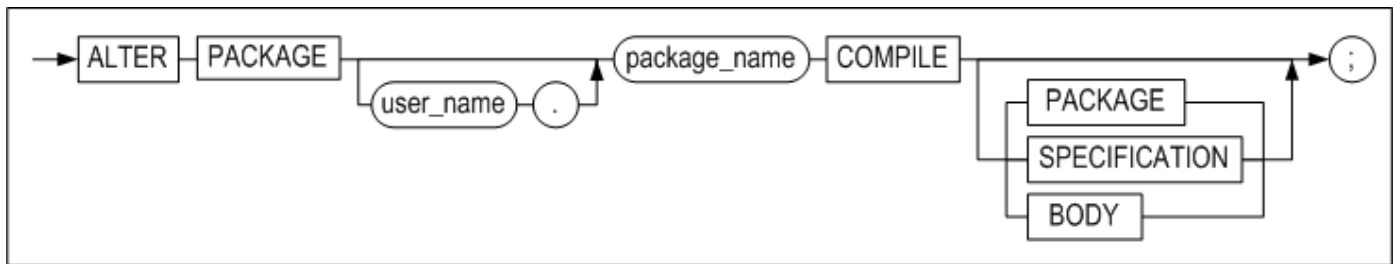 ALTER PACKAGE package_name COMPILE ;
user_name .
PACKAGE
SPECIFICATION
BODY